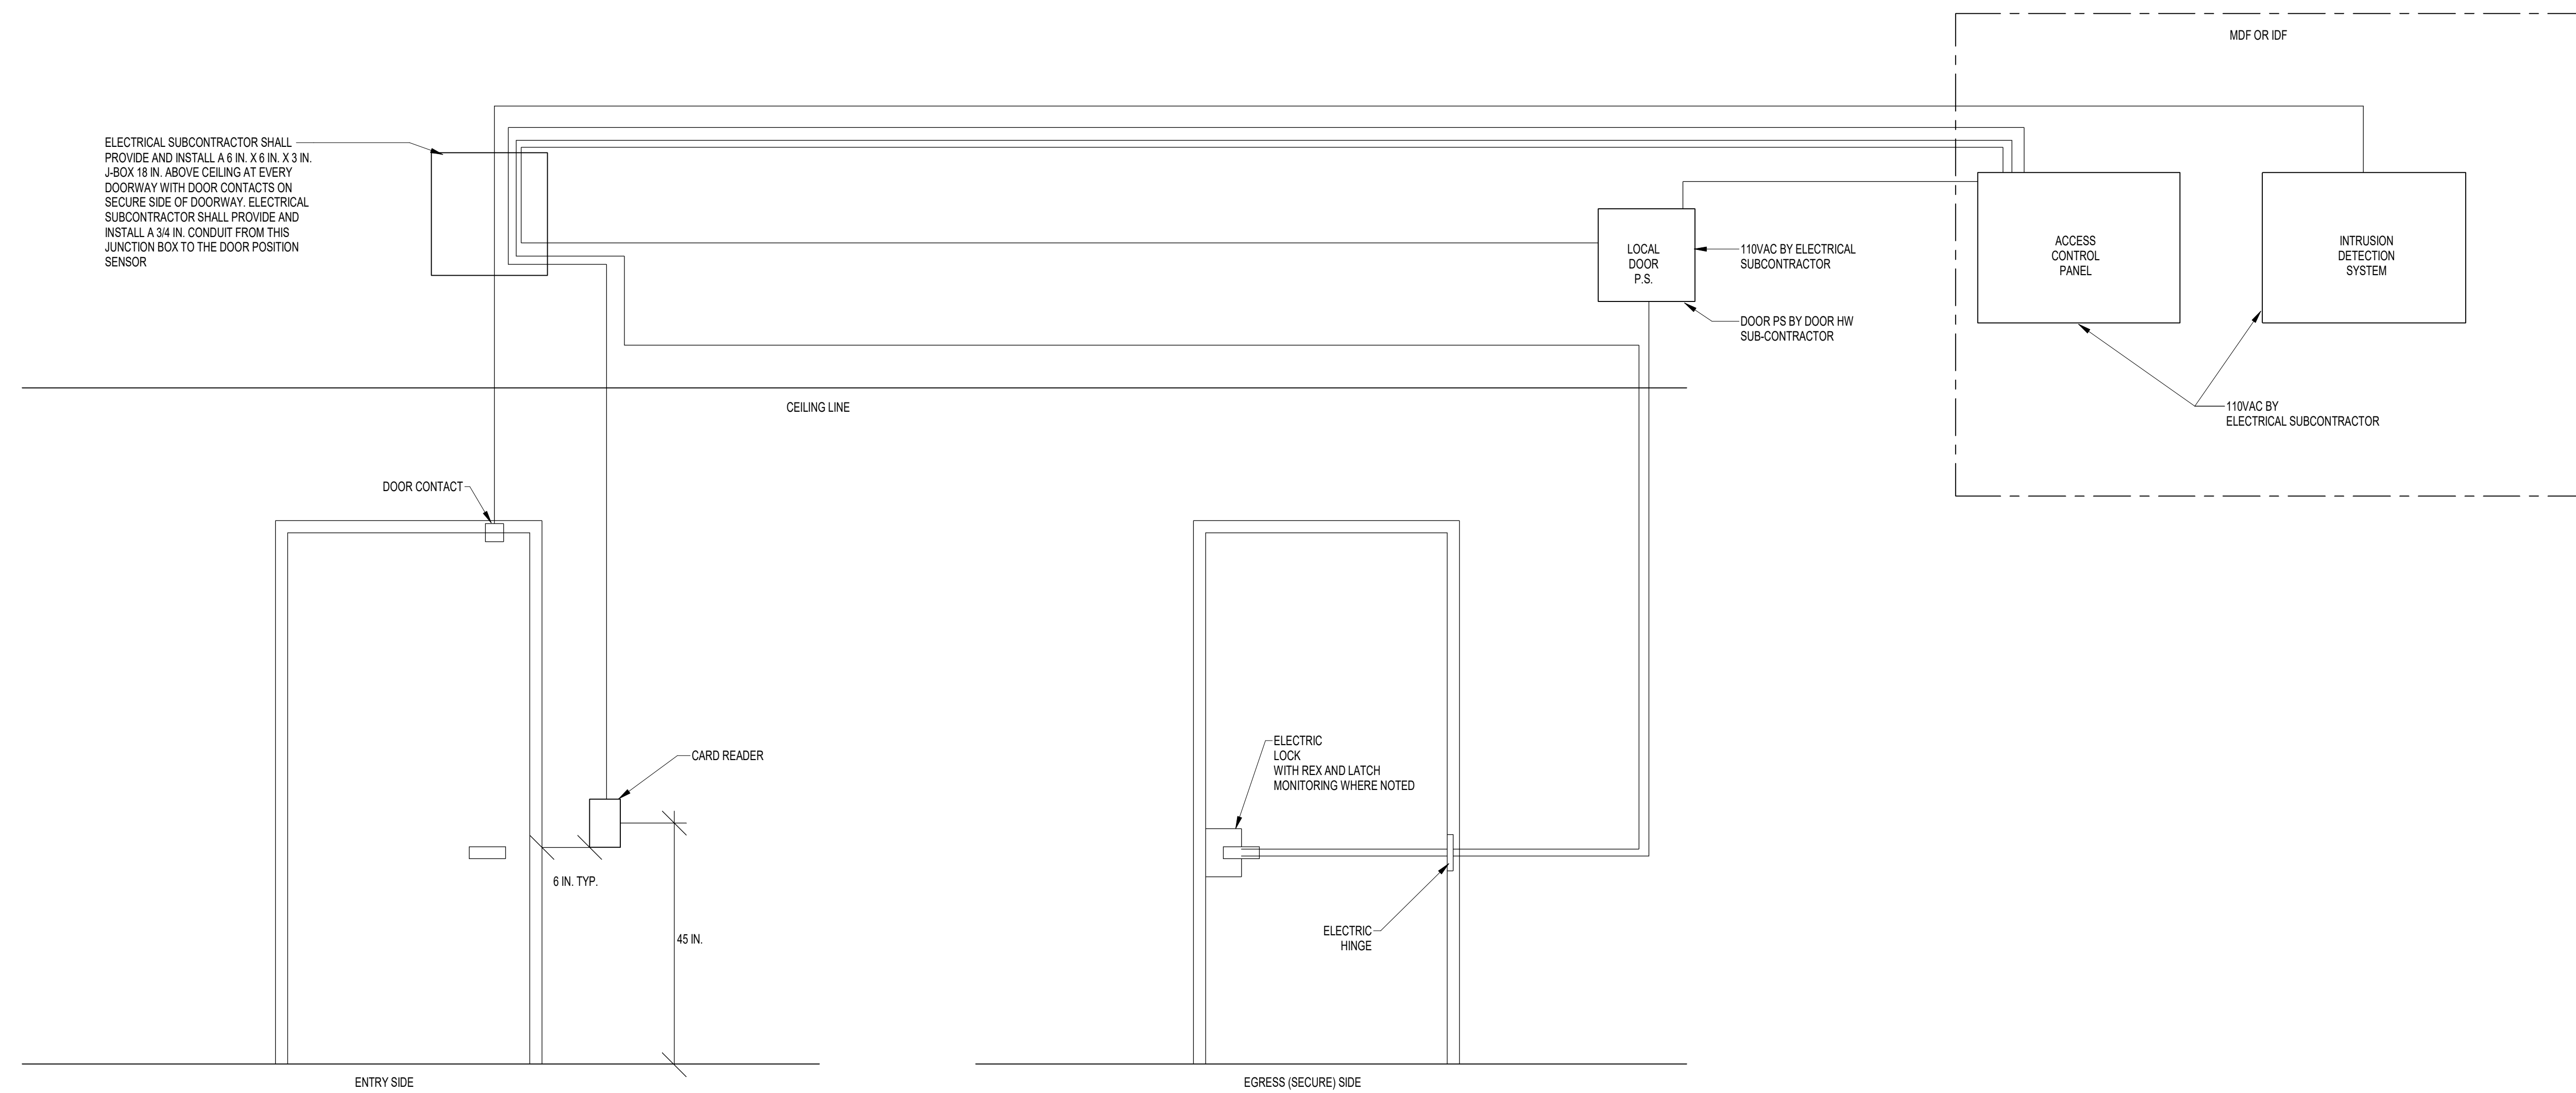 MDF OR IDF
ELECTRICAL SUBCONTRACTOR SHALL
PROVIDE AND INSTALL A 6 IN. X 6 IN. X 3 IN.
J-BOX 18 IN. ABOVE CEILING AT EVERY
DOORWAY WITH DOOR CONTACTS ON
SECURE SIDE OF DOORWAY. ELECTRICAL
SUBCONTRACTOR SHALL PROVIDE AND
INSTALL A 3/4 IN. CONDUIT FROM THIS
JUNCTION BOX TO THE DOOR POSITION
SENSOR
LOCAL
DOOR
P.S.
110VAC BY ELECTRICAL
SUBCONTRACTOR
DOOR PS BY DOOR HW
SUB-CONTRACTOR
ACCESS
CONTROL
PANEL
INTRUSION
DETECTION
SYSTEM
110VAC BY
ELECTRICAL SUBCONTRACTOR
CEILING LINE
DOOR CONTACT
CARD READER
6 IN. TYP.
45 IN.
ELECTRIC
LOCK
WITH REX AND LATCH
MONITORING WHERE NOTED
ELECTRIC
HINGE
ENTRY SIDE
EGRESS (SECURE) SIDE